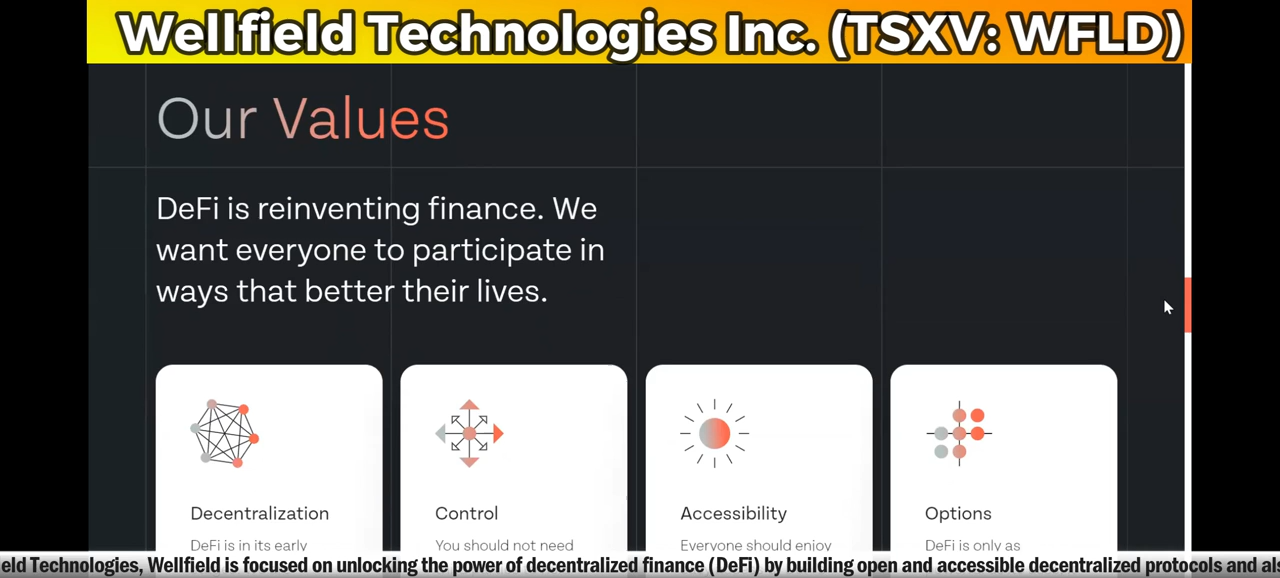 Wellfield Technologies Inc. (TSXV: WFLD)
Our Values
DeFi is reinventing finance. We
want everyone to participate in
ways that better their lives.
Decentralization
DeFi is in its early
Control
You should not need
Accessibility
Everyone should enjoy
Options
DeFi is only as
eld Technologies, Wellfield is focused on unlocking the power of decentralized finance (DeFi) by building open and accessible decentralized protocols and als